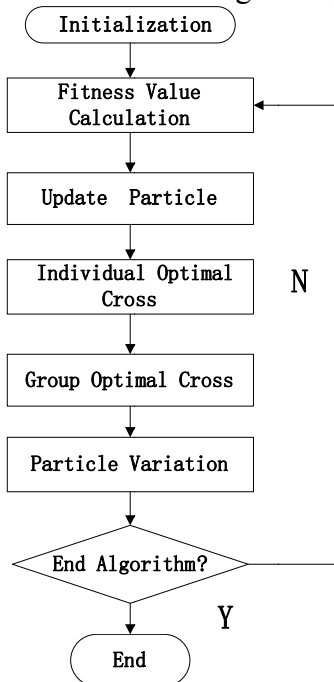 Initialization
Fitness Value
Calculation
Update Particle
Individual Optimal
Cross
N
Group Optimal Cross
Particle Variation
End Algorithm?
Y
End